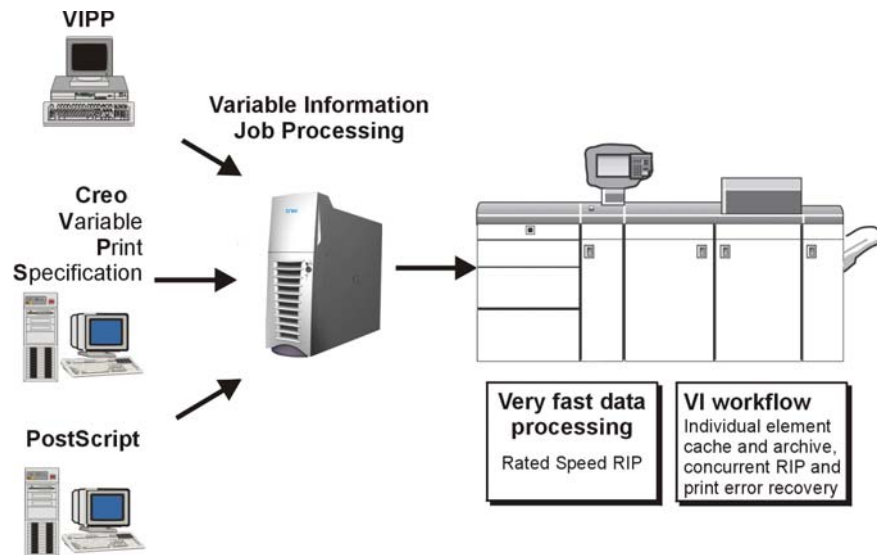 VIPP
Variable Information
Job Processing
Creo
Variable
Print
Specification
PostScript
Very fast data
processing
Rated Speed RIP
VI workflow
Individual element
cache and archive,
concurrent RIP and
print error recovery